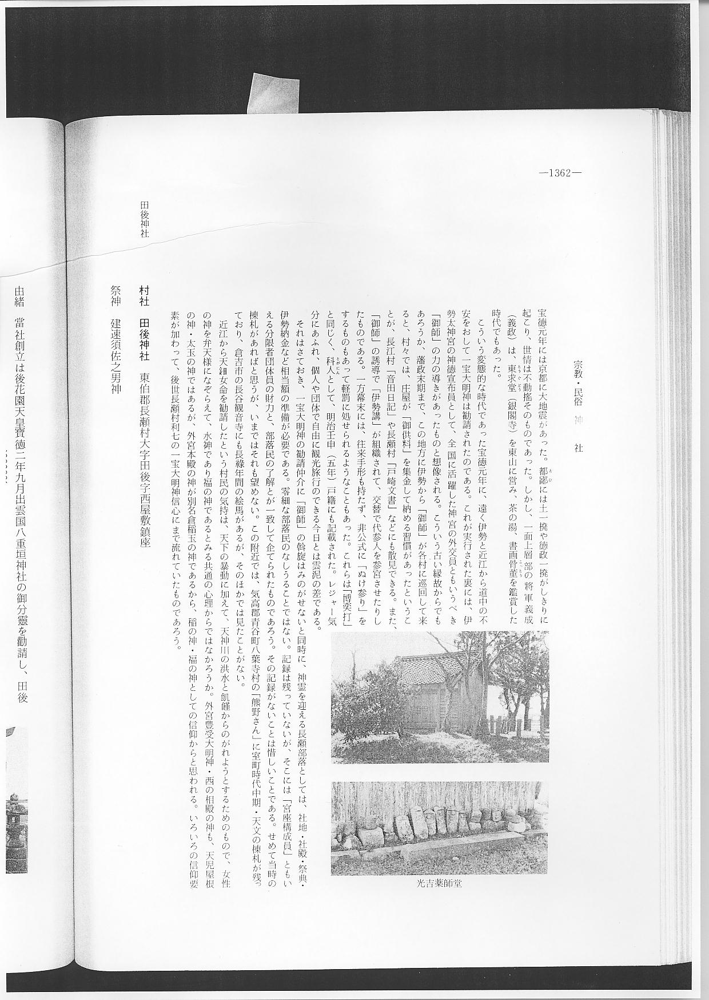 —1362—
宗教・民俗 神 社
宝徳元年には京都に大地震があった。都鄙には土一揆や徳政一揆がしきりに
起こり、世情は不動搖そのものであった。しかし、一面上層部の将軍義成
(義政)は、東求堂(銀閣寺)を東山に営み、茶の湯、書画骨董を鑑賞した
時代でもあった。
こういう変態的な時代であった宝徳元年に、遠く伊勢と近江から道中の不
安をおして一宝大明神は勧請されたのである。これが実行された裏には、伊
勢太神宮の神徳宣布員として、全国に活躍した神宮の外交員ともいうべき
「御師」の力の導きがあったものと想像される。こういう古い縁故からでも
あろうか、藩政末期まで、この地方に伊勢から「御師」が各村に巡回して来
ると、村々では、庄屋が「御供料」を集金して納める習慣があったというこ
とが、長江村「音田日記」や長瀬村「戸崎文書」などにも散見できる。また、
「御師」の誘導で「伊勢講」が組織されて、交替で代参人を参宮させたりし
たものである。一方幕末には、往来手形も持たず、非公式に「ぬけ参り」を
するものもあって軽罰に処せられるようなこともあった。これらは「博奕打」
と同じく、科人として、明治壬申(五年)戸籍にも記載された。レジャー気
分にあふれ、個人や団体で自由に観光旅行のできる今日とは雲泥の差である。
それはさておき、一宝大明神の勧請仲介に「御師」の斡旋はみのがせないと同時に、神霊を迎える長瀬部落としては、社地・社殿・祭典・
伊勢納金など相当額の準備が必要である。零細な部落民のなしうることではない。記録は残っていないが、そこには「宮座構成員」ともい
える分限者団体員の財力と、部落民の了解とが一致して企てられたものであろう。その記録がないことは惜しいことである。せめて当時の
棟札があればと思うが、いまではそれも望めない。この附近では、気高郡青谷町八葉寺村の「熊野さん」に室町時代中期・天文の棟札が残っ
ており、倉吉市の長谷観音寺にも長祿年間の絵馬があるが、そのほかでは見たことがない。
近江から天鈿女命を勧請したという村民の気持は、天下の暴動に加えて、天神川の洪水と飢饉からのがれようとするためのもので、女性
の神を弁天様になぞらえて、水神であり福の神であるとみる共通の心理からではなかろうか。外宮豊受大明神・西の相殿の神も、天児屋根
の神・太玉の神ではあるが、外宮本殿の神が別名倉稲玉の神であるから、稲の神・福の神としての信仰からと思われる。いろいろの信仰要
素が加わって、後世長瀬村利七の一宝大明神信心にまで流れていたものであろう。
光吉薬師堂
田後神社
村社 田後神社 東伯郡長瀬村大字田後字西屋敷鎮座
祭神 建速須佐之男神
由緒 當社創立は後花園天皇寳徳二年九月出雲国八重垣神社の御分靈を勸請し、田後